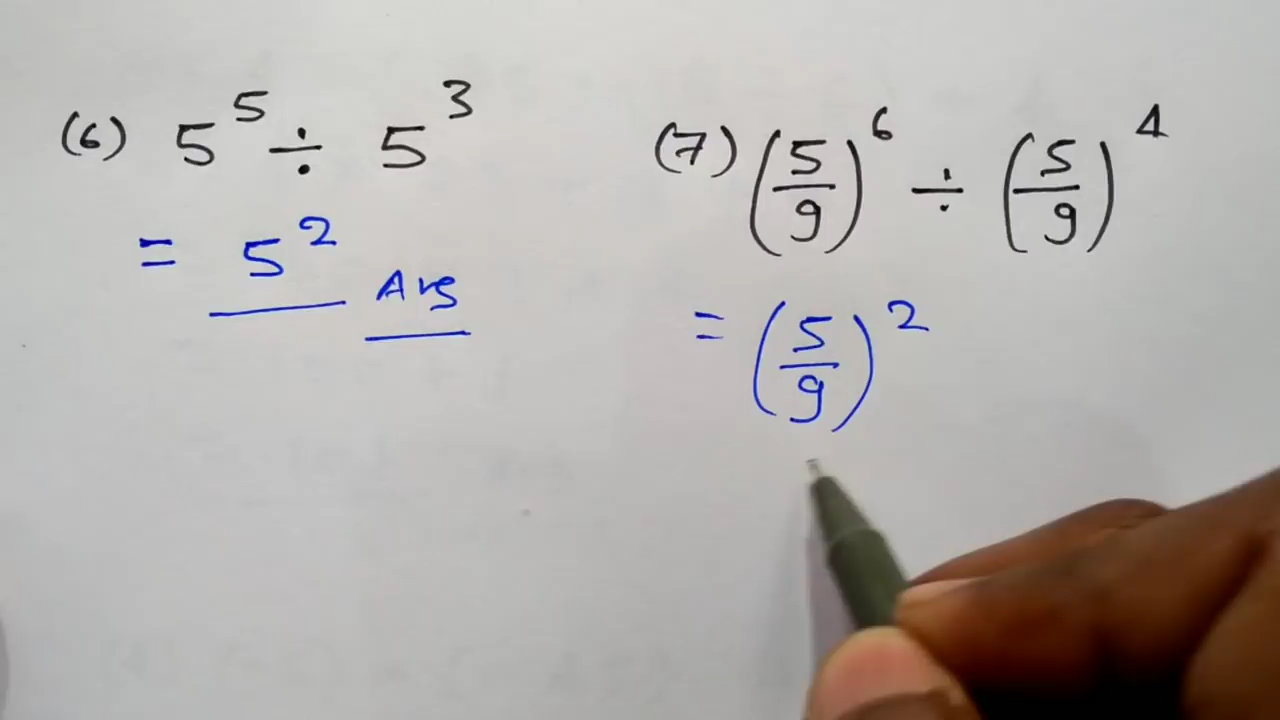 (6) 5^5 ÷ 5^3
= 5^2 Ans
(7) (5/9)^6 ÷ (5/9)^4
= (5/9)^2